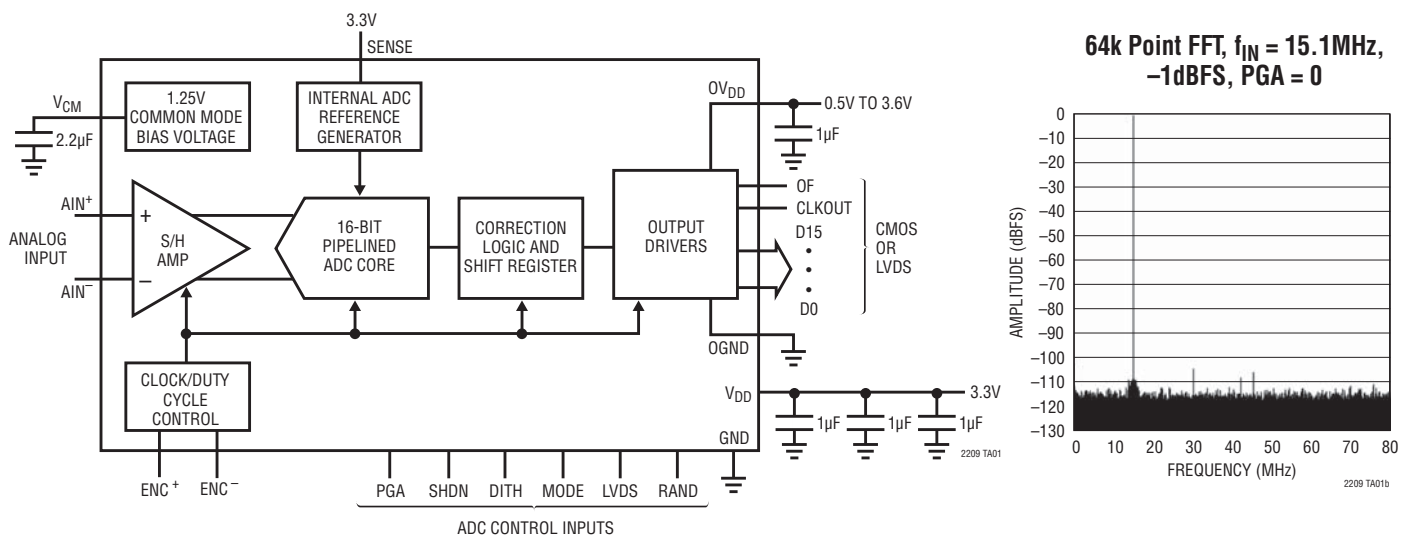 3.3V
SENSE
1.25V
COMMON MODE
BIAS VOLTAGE
INTERNAL ADC
REFERENCE
GENERATOR
VCM
2.2µF
OVDD
0.5V TO 3.6V
1µF
AIN+
ANALOG
INPUT
AIN–
+
–
S/H
AMP
16-BIT
PIPELINED
ADC CORE
CORRECTION
LOGIC AND
SHIFT REGISTER
OUTPUT
DRIVERS
OF
CLKOUT
D15
•
•
•
D0
CMOS
OR
LVDS
OGND
CLOCK/DUTY
CYCLE
CONTROL
VDD
3.3V
1µF 1µF 1µF
GND
2209 TA01
ENC+ ENC–
PGA SHDN DITH MODE LVDS RAND
ADC CONTROL INPUTS
64k Point FFT, fIN = 15.1MHz,
–1dBFS, PGA = 0
AMPLITUDE (dBFS)
0
–10
–20
–30
–40
–50
–60
–70
–80
–90
–100
–110
–120
–130
0 10 20 30 40 50 60 70 80
FREQUENCY (MHz)
2209 TA01b